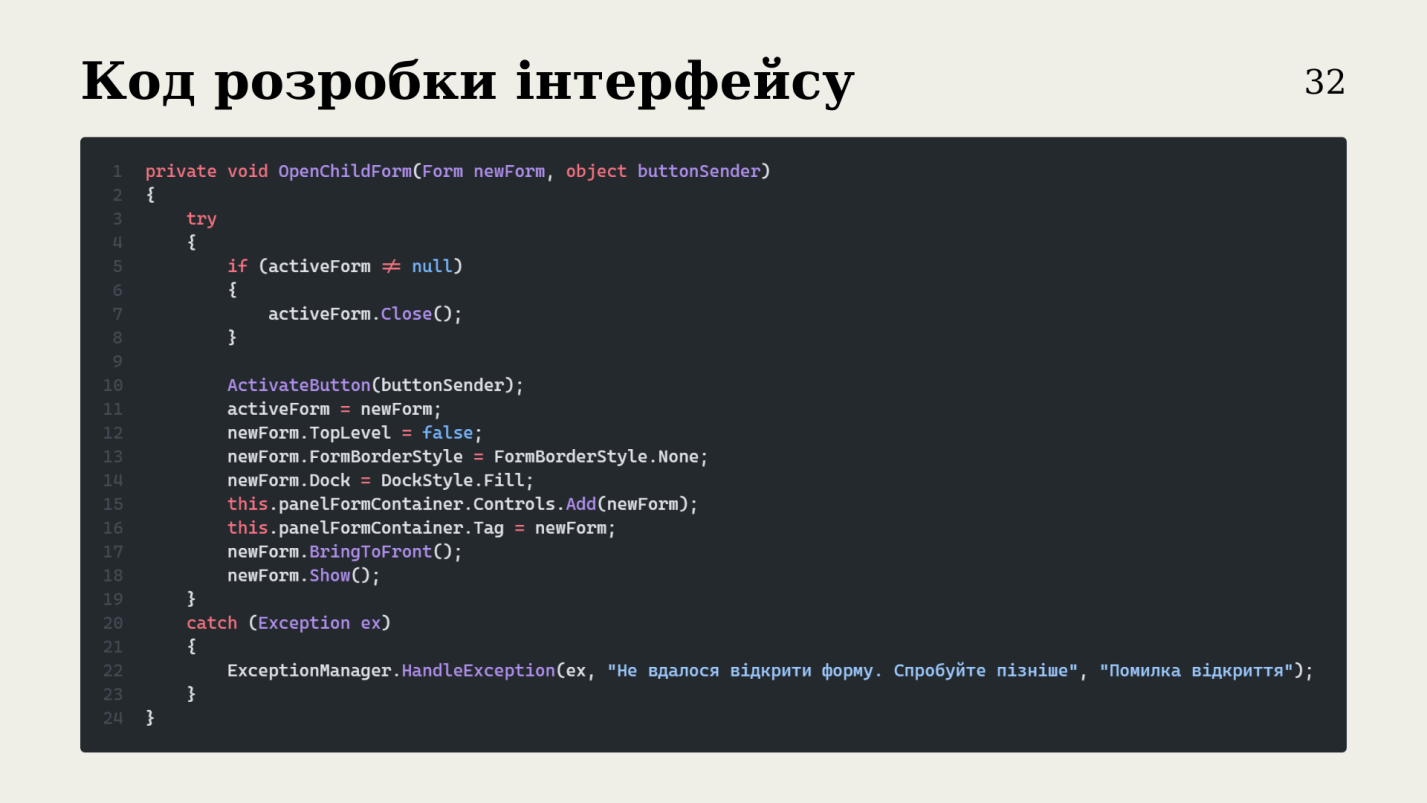 Код розробки інтерфейсу
32
1 private void OpenChildForm(Form newForm, object buttonSender)
2 {
3     try
4     {
5         if (activeForm ≠ null)
6         {
7             activeForm.Close();
8         }
9
10         ActivateButton(buttonSender);
11         activeForm = newForm;
12         newForm.TopLevel = false;
13         newForm.FormBorderStyle = FormBorderStyle.None;
14         newForm.Dock = DockStyle.Fill;
15         this.panelFormContainer.Controls.Add(newForm);
16         this.panelFormContainer.Tag = newForm;
17         newForm.BringToFront();
18         newForm.Show();
19     }
20     catch (Exception ex)
21     {
22         ExceptionManager.HandleException(ex, "Не вдалося відкрити форму. Спробуйте пізніше", "Помилка відкриття");
23     }
24 }